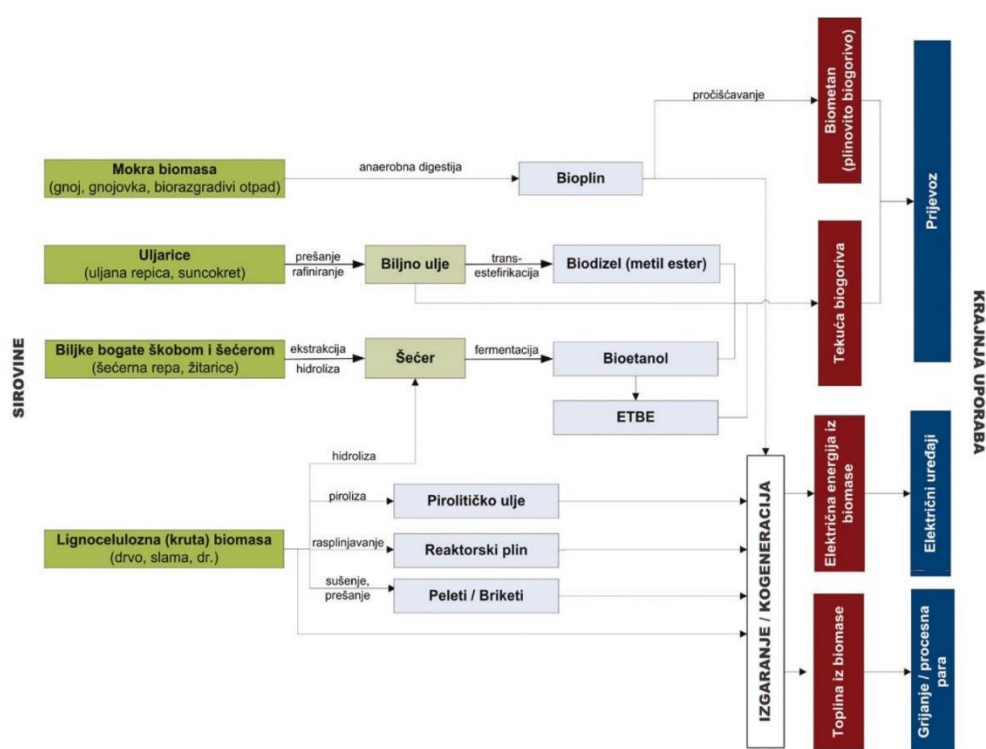 SIROVINE
Mokra biomasa
(gnoj, gnojovka, biorazgradivi otpad)
anaerobna digestija
Bioplin
pročišćavanje
Biometan
(plinovito biogorivo)
Prijevoz
Uljarice
(uljana repica, suncokret)
prešanje
rafiniranje
Biljno ulje
trans-
estefirikacija
Biodizel (metil ester)
Tekuća biogoriva
Biljke bogate škobom i šećerom
(šećerna repa, žitarice)
ekstrakcija
hidroliza
Šećer
fermentacija
Bioetanol
ETBE
hidroliza
piroliza
Pirolitičko ulje
Lignocelulozna (kruta) biomasa
(drvo, slama, dr.)
rasplinjavanje
Reaktorski plin
sušenje,
prešanje
Peleti / Briketi
IZGARANJE / KOGENERACIJA
Električna energija iz
biomase
Električni uređaji
Toplina iz biomase
Grijanje / procesna
para
KRAJNJA UPORABA